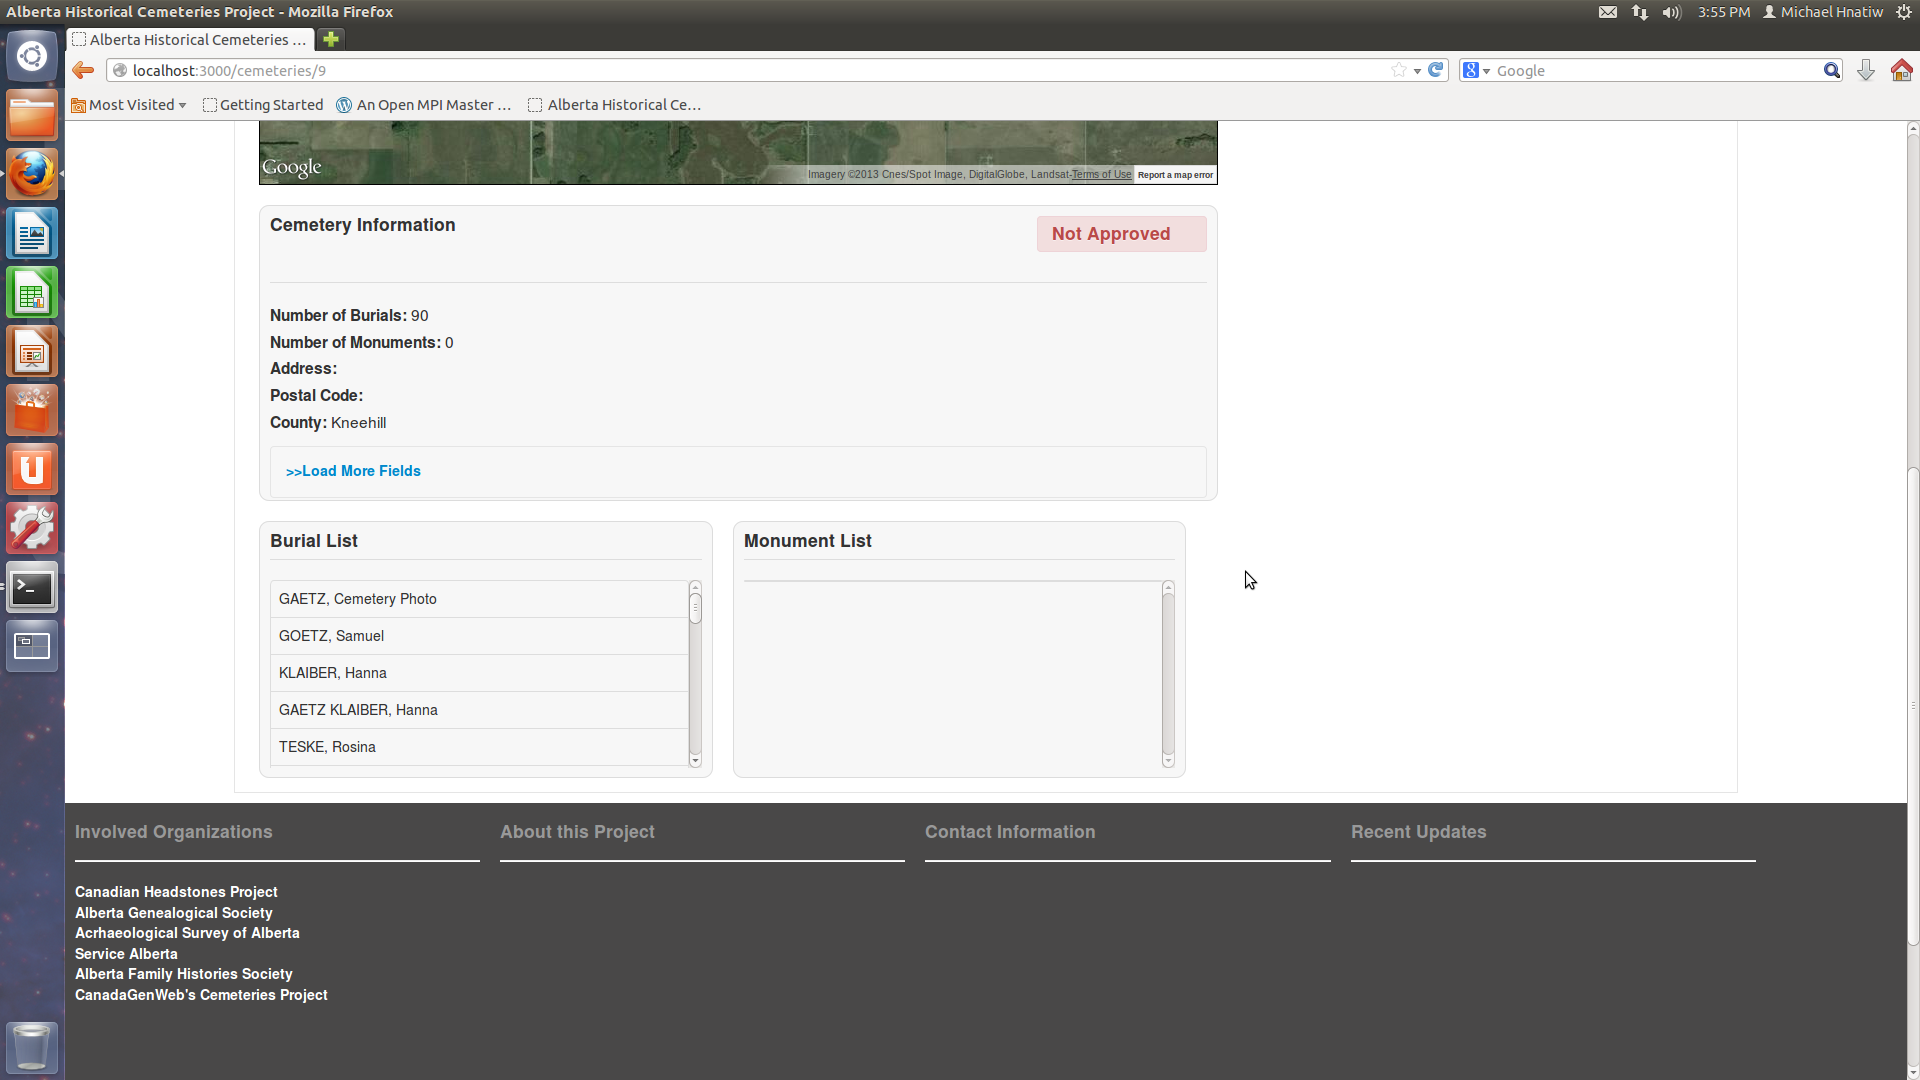 Alberta Historical Cemeteries Project - Mozilla Firefox
3:55 PM Michael Hnatiw
Alberta Historical Cemeteries ...
localhost:3000/cemeteries/9
Google
Most Visited
Getting Started
An Open MPI Master ...
Alberta Historical Ce...
Google
Imagery ©2013 Cnes/Spot Image, DigitalGlobe, Landsat-Terms of Use
Report a map error
Cemetery Information
Not Approved
Number of Burials: 90
Number of Monuments: 0
Address:
Postal Code:
County: Kneehill
>>Load More Fields
Burial List
GAETZ, Cemetery Photo
GOETZ, Samuel
KLAIBER, Hanna
GAETZ KLAIBER, Hanna
TESKE, Rosina
Monument List
Involved Organizations
Canadian Headstones Project
Alberta Genealogical Society
Acrhaeological Survey of Alberta
Service Alberta
Alberta Family Histories Society
CanadaGenWeb's Cemeteries Project
About this Project
Contact Information
Recent Updates